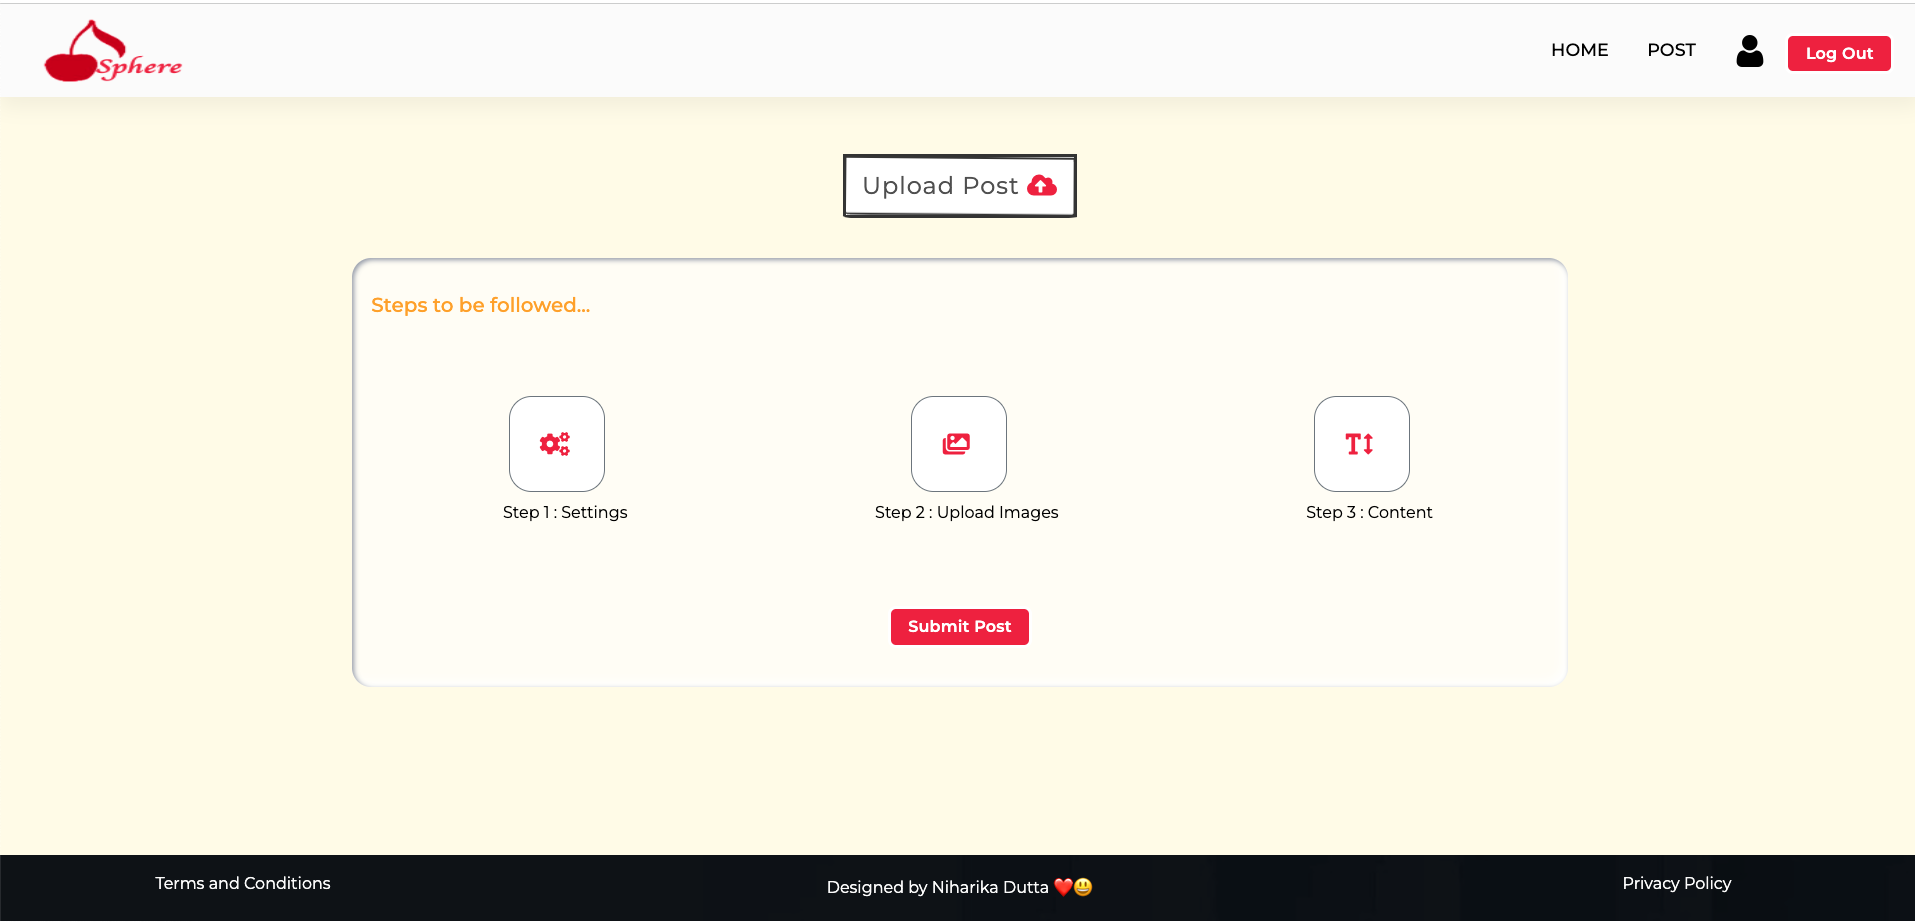 Sphere
HOME
POST
Log Out
Upload Post
Steps to be followed...
Step 1 : Settings
Step 2 : Upload Images
Step 3 : Content
Submit Post
Terms and Conditions
Designed by Niharika Dutta ❤️😃
Privacy Policy